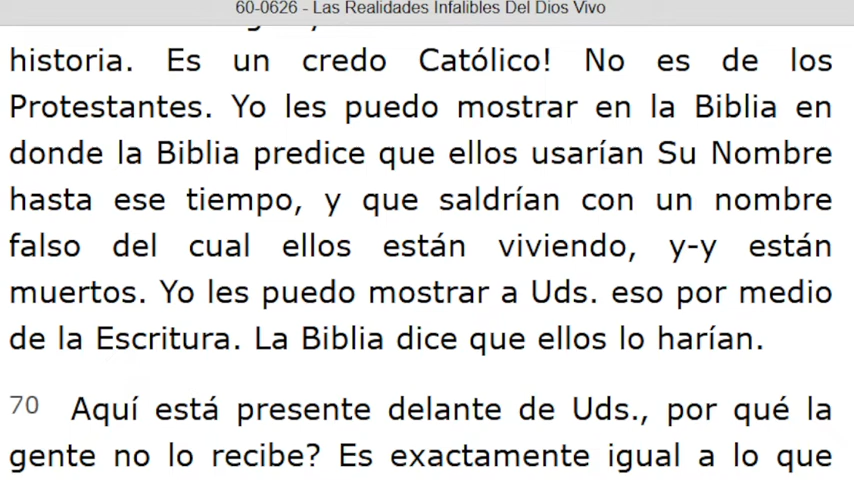 60-0626 - Las Realidades Infalibles Del Dios Vivo
historia. Es un credo Católico! No es de los
Protestantes. Yo les puedo mostrar en la Biblia en
donde la Biblia predice que ellos usarían Su Nombre
hasta ese tiempo, y que saldrían con un nombre
falso del cual ellos están viviendo, y-y están
muertos. Yo les puedo mostrar a Uds. eso por medio
de la Escritura. La Biblia dice que ellos lo harían.
70 Aquí está presente delante de Uds., por qué la
gente no lo recibe? Es exactamente igual a lo que